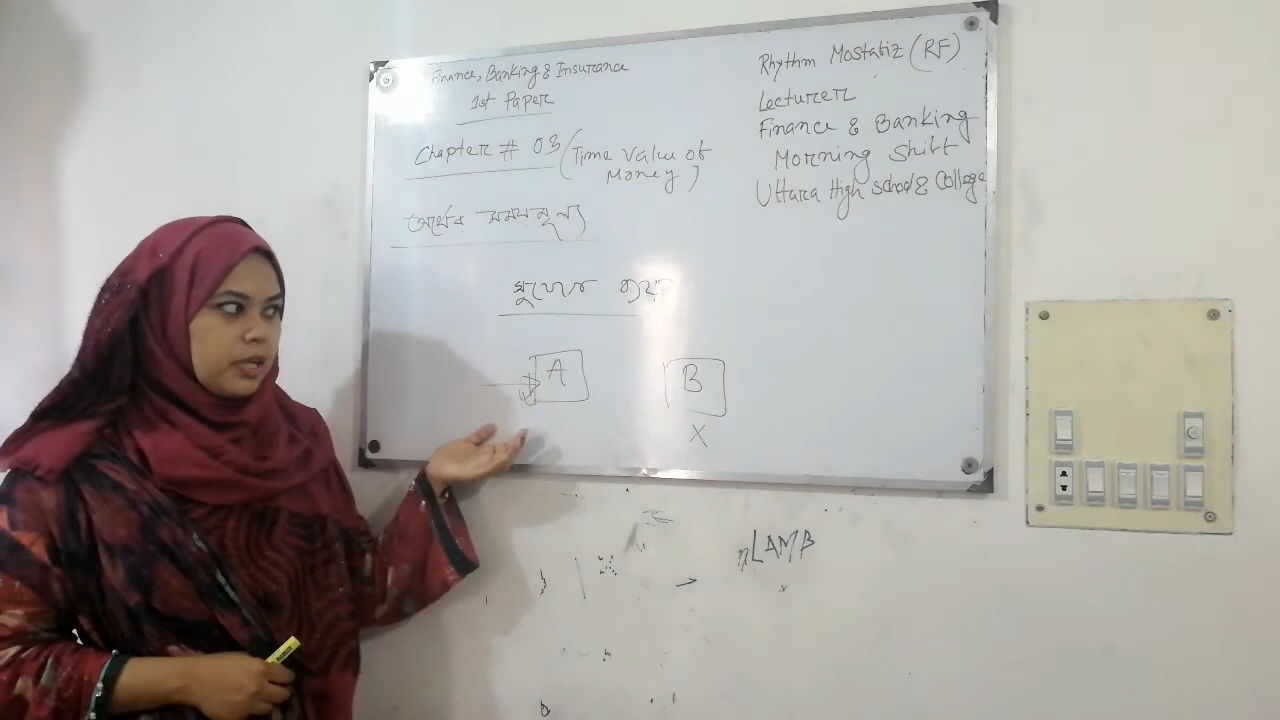 Finance, Banking & Insurance
1st Paper
Chapter # 03 (Time Value of Money)
অর্থের সময়মূল্য
সুযোগ ব্যয়
A
B
X
Rhythm Mostafiz (RF)
Lecturer
Finance & Banking
Morning Shift
Uttara High School & College
LAMB